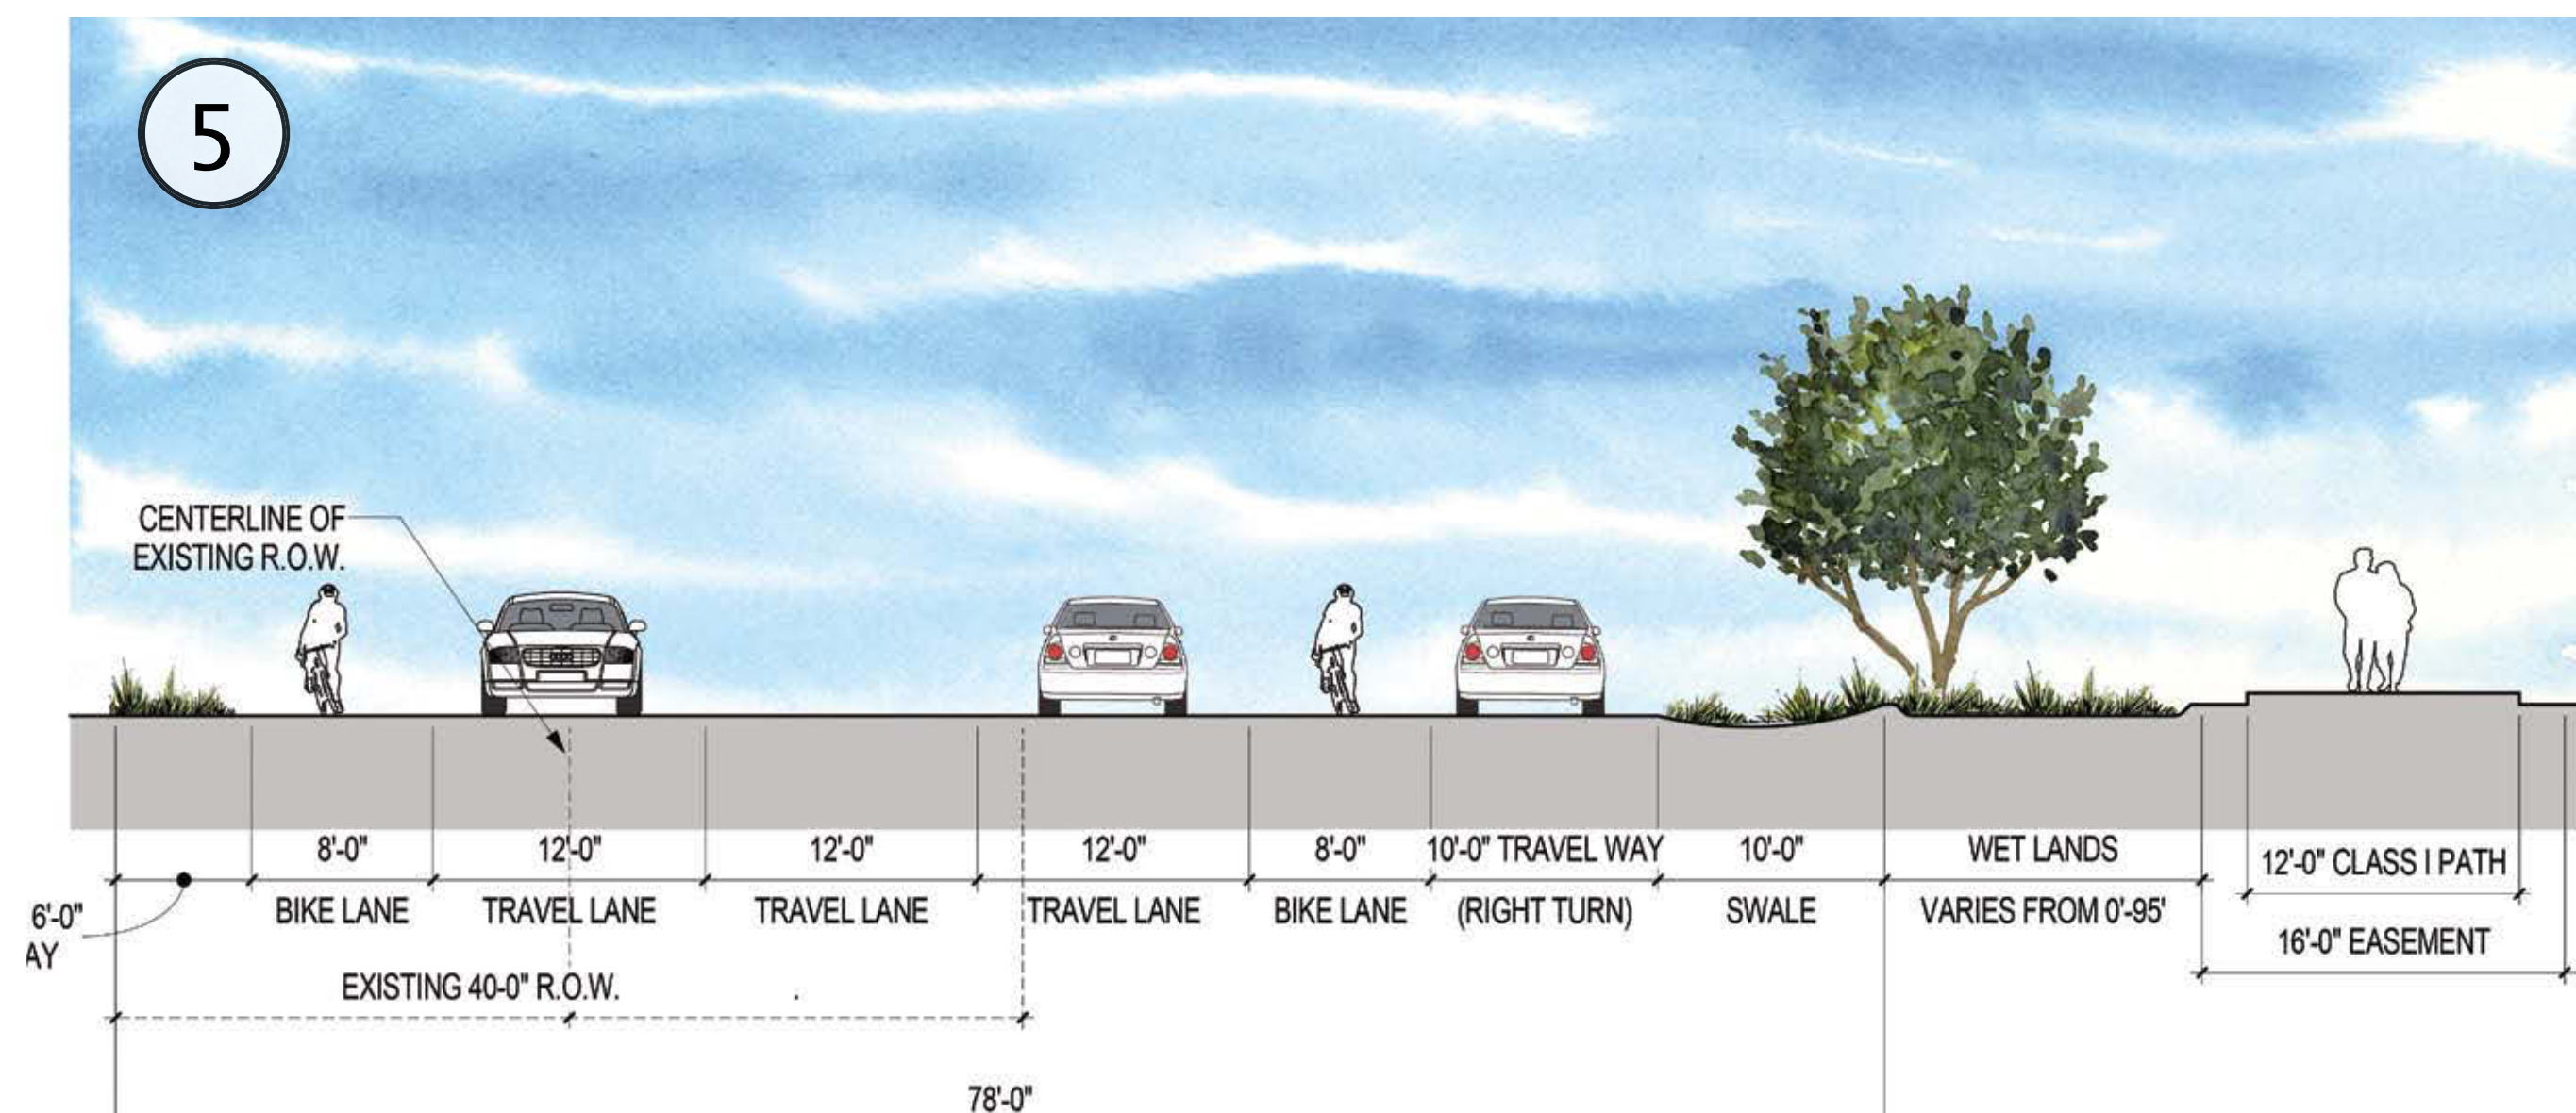 5
CENTERLINE OF
EXISTING R.O.W.
8'-0" 12'-0" 12'-0" 12'-0" 8'-0" 10'-0" TRAVEL WAY 10'-0" WET LANDS
12'-0" CLASS I PATH
6'-0" BIKE LANE TRAVEL LANE TRAVEL LANE TRAVEL LANE BIKE LANE (RIGHT TURN) SWALE VARIES FROM 0'-95'
AY
16'-0" EASEMENT
EXISTING 40-0" R.O.W.
78'-0"